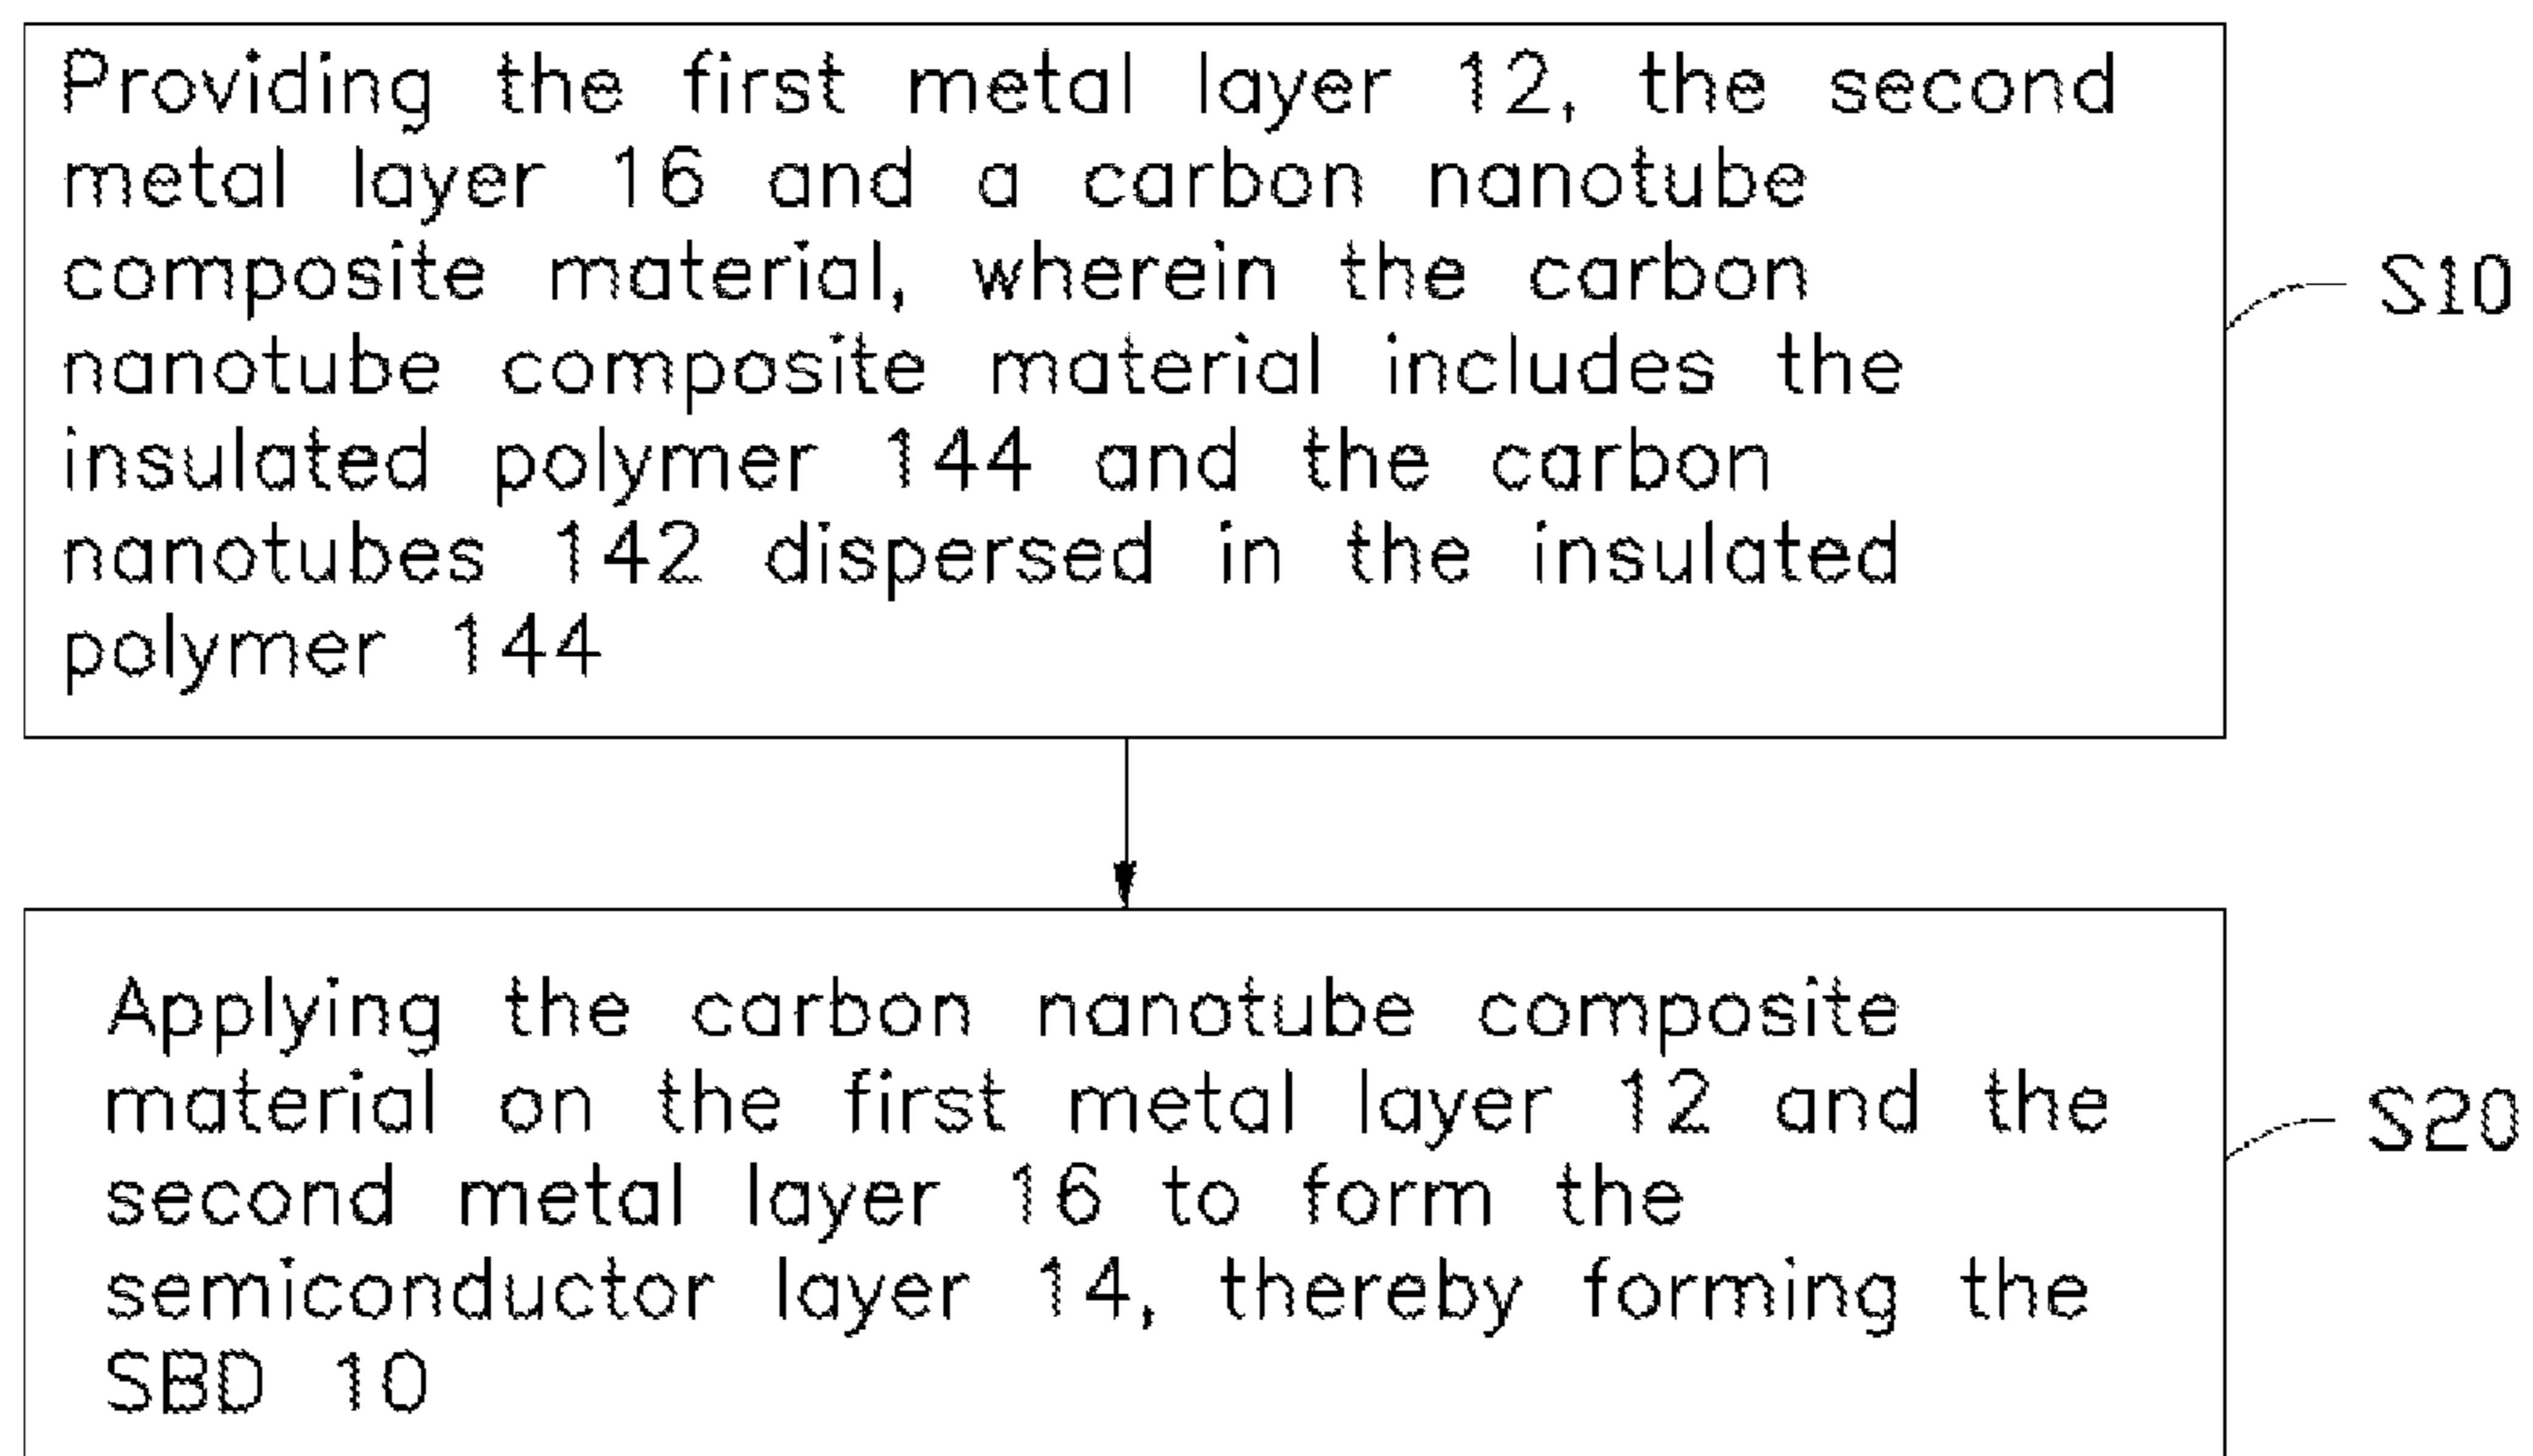 Providing the first metal layer 12, the second
metal layer 16 and a carbon nanotube
composite material, wherein the carbon
nanotube composite material includes the
insulated polymer 144 and the carbon
nanotubes 142 dispersed in the insulated
polymer 144
S10
Applying the carbon nanotube composite
material on the first metal layer 12 and the
second metal layer 16 to form the
semiconductor layer 14, thereby forming the
SBD 10
S20